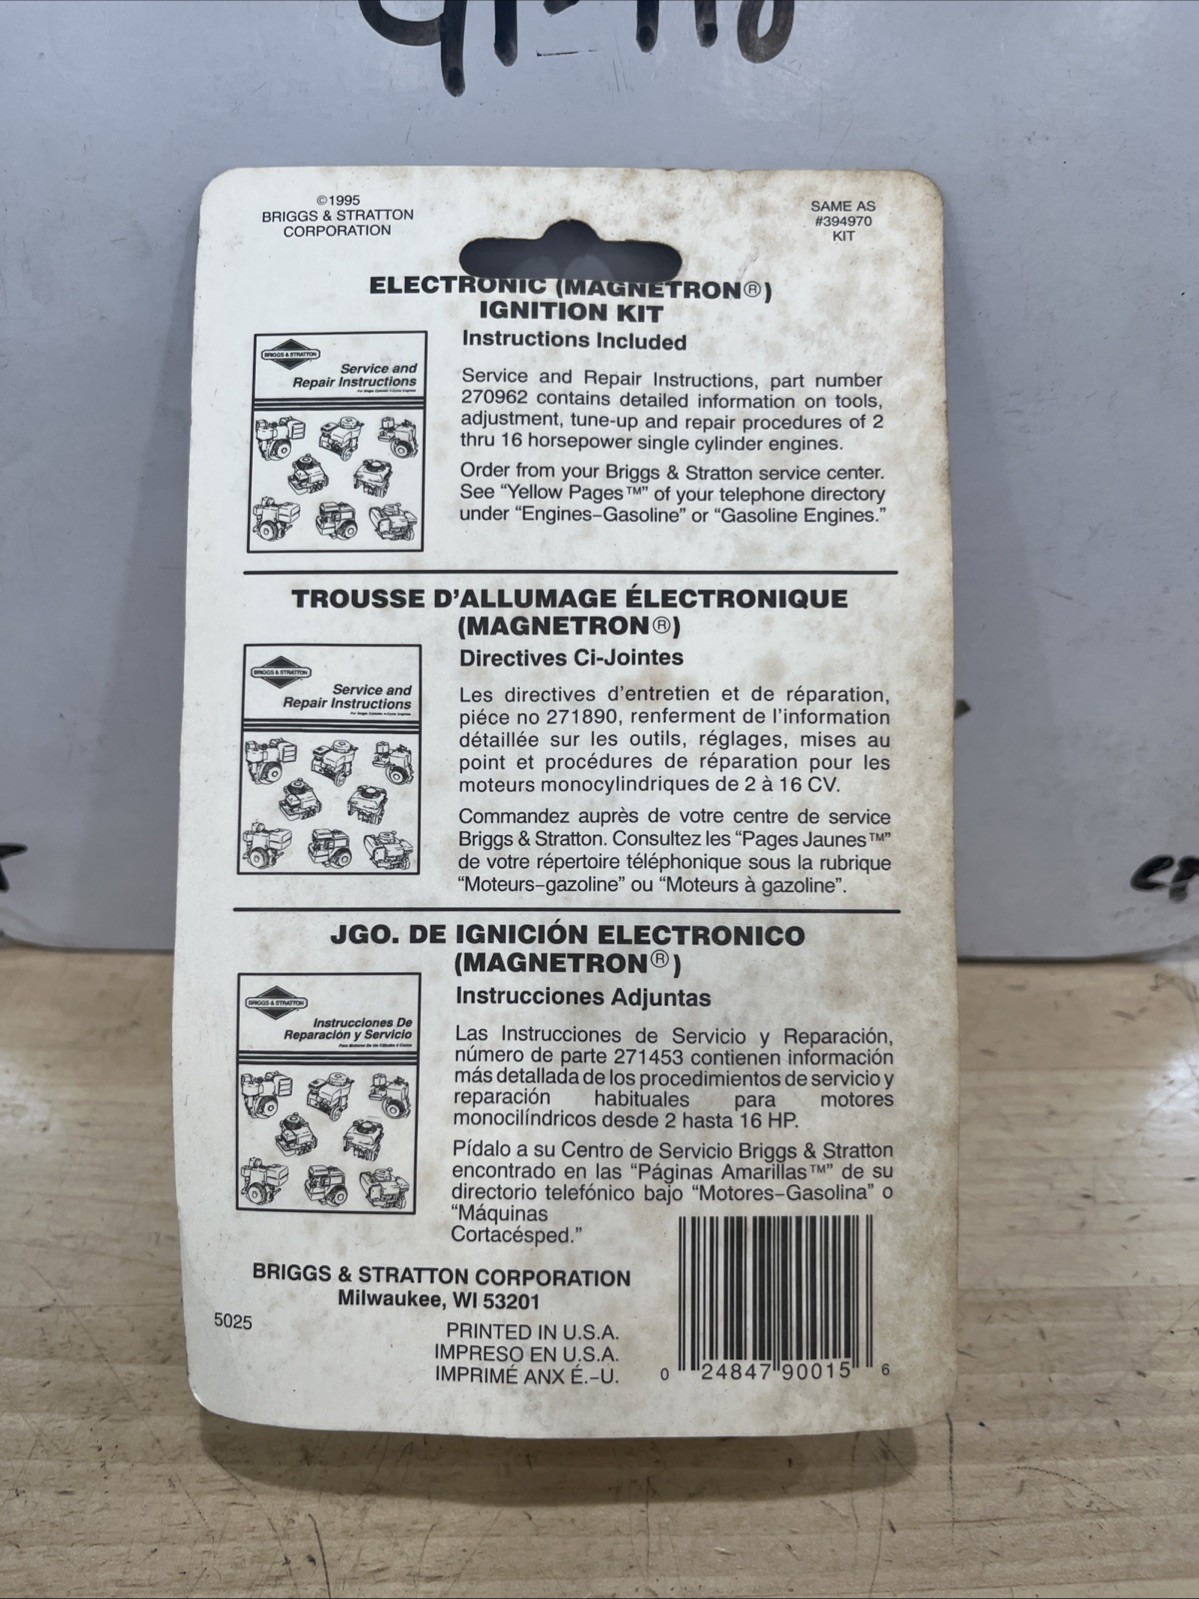 ©1995
BRIGGS & STRATTON
CORPORATION
SAME AS
#394970
KIT
ELECTRONIC (MAGNETRON®)
IGNITION KIT
Instructions Included
BRIGGS & STRATTON
Service and
Repair Instructions
Service and Repair Instructions, part number
270962 contains detailed information on tools,
adjustment, tune-up and repair procedures of 2
thru 16 horsepower single cylinder engines.
Order from your Briggs & Stratton service center.
See “Yellow Pages™” of your telephone directory
under “Engines–Gasoline” or “Gasoline Engines.”
TROUSSE D’ALLUMAGE ÉLECTRONIQUE
(MAGNETRON®)
Directives Ci-Jointes
BRIGGS & STRATTON
Service and
Repair Instructions
Les directives d’entretien et de réparation,
piéce no 271890, renferment de l’information
détaillée sur les outils, réglages, mises au
point et procédures de réparation pour les
moteurs monocylindriques de 2 à 16 CV.
Commandez auprès de votre centre de service
Briggs & Stratton. Consultez les “Pages Jaunes™”
de votre répertoire téléphonique sous la rubrique
“Moteurs–gazoline” ou “Moteurs à gazoline”.
JGO. DE IGNICIÓN ELECTRONICO
(MAGNETRON®)
Instrucciones Adjuntas
BRIGGS & STRATTON
Instrucciones De
Reparación y Servicio
Las Instrucciones de Servicio y Reparación,
número de parte 271453 contienen información
más detallada de los procedimientos de servicio y
reparación habituales para motores
monocilíndricos desde 2 hasta 16 HP.
Pídalo a su Centro de Servicio Briggs & Stratton
encontrado en las “Páginas Amarillas™” de su
directorio telefónico bajo “Motores–Gasolina” o
“Máquinas
Cortacésped.”
BRIGGS & STRATTON CORPORATION
Milwaukee, WI 53201
5025
PRINTED IN U.S.A.
IMPRESO EN U.S.A.
IMPRIMÉ ANX É.–U.
0 24847 90015 6